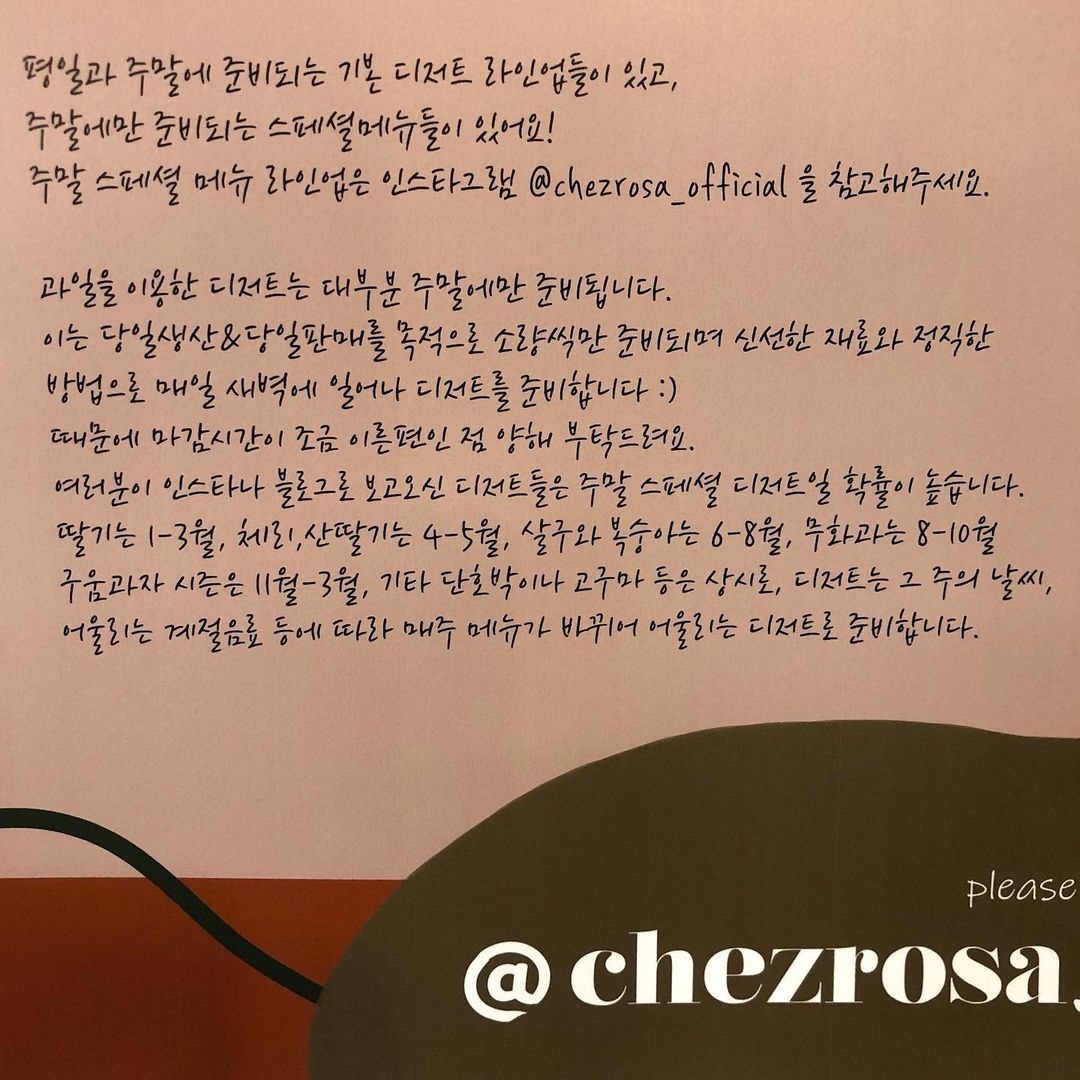 평일과 주말에 준비되는 기본 디저트 라인업들이 있고,
주말에만 준비되는 스페셜메뉴들이 있어요!
주말 스페셜 메뉴 라인업은 인스타그램 @chezrosa_official 을 참고해주세요.
과일을 이용한 디저트는 대부분 주말에만 준비됩니다.
이는 당일생산&당일판매를 목적으로 소량씩만 준비되며 신선한 재료와 정직한
방법으로 매일 새벽에 일어나 디저트를 준비합니다 :)
때문에 마감시간이 조금 이른편인 점 양해 부탁드려요.
여러분이 인스타나 블로그로 보고오신 디저트들은 주말 스페셜 디저트일 확률이 높습니다.
딸기는 1-3월, 체리,산딸기는 4-5월, 살구와 복숭아는 6-8월, 무화과는 8-10월
구움과자 시즌은 11월-3월, 기타 단호박이나 고구마 등은 상시로, 디저트는 그 주의 날씨,
어울리는 계절음료 등에 따라 매주 메뉴가 바뀌어 어울리는 디저트로 준비합니다.
please
@chezrosa_